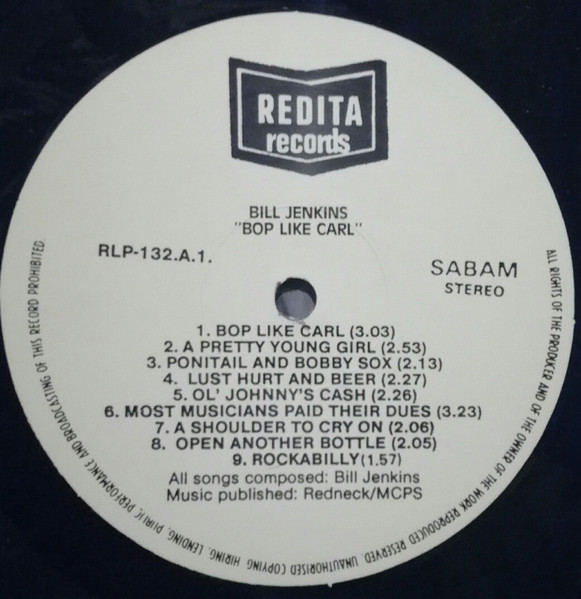 REDITA
records
BILL JENKINS
"BOP LIKE CARL"
RLP-132.A.1.
SABAM
STEREO
1. BOP LIKE CARL (3.03)
2. A PRETTY YOUNG GIRL (2.53)
3. PONITAIL AND BOBBY SOX (2.13)
4. LUST HURT AND BEER (2.27)
5. OL' JOHNNY'S CASH (2.26)
6. MOST MUSICIANS PAID THEIR DUES (3.23)
7. A SHOULDER TO CRY ON (2.06)
8. OPEN ANOTHER BOTTLE (2.05)
9. ROCKABILLY(1.57)
All songs composed: Bill Jenkins
Music published: Redneck/MCPS
ALL RIGHTS OF THE PRODUCER AND OF THE OWNER OF THE WORK REPRODUCED RESERVED. UNAUTHORISED COPYING, HIRING, LENDING, PUBLIC PERFORMANCE AND BROADCASTING OF THIS RECORD PROHIBITED.